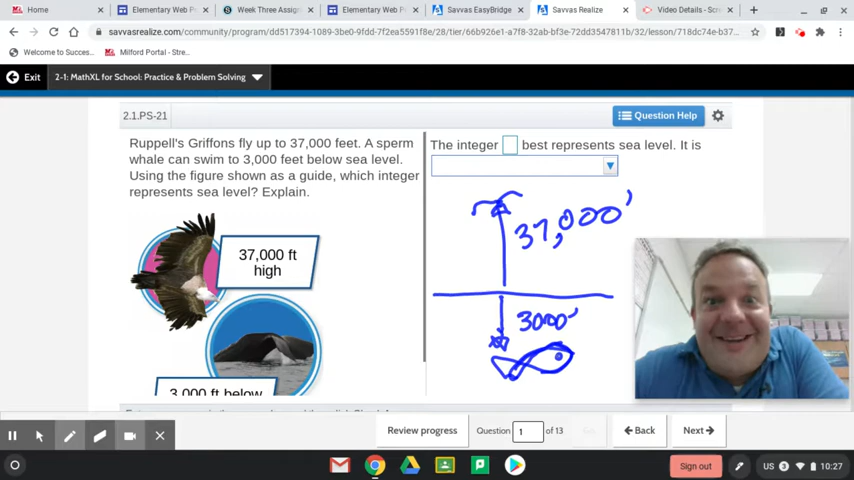 Home
Elementary Web P
Week Three Assig
Elementary Web P
Savvas EasyBridge
Savvas Realize
Video Details - Scr
savvasrealize.com/community/program/dd517394-1089-3be0-9fdd-7f2ea5591f8e/28/tier/66b926e1-a7f8-32ab-bf3e-72dd3547811b/32/lesson/718dc74e-b37...
Welcome to Succes...
Milford Portal - Stre...
Exit
2-1: MathXL for School: Practice & Problem Solving
2.1.PS-21
Question Help
Ruppell's Griffons fly up to 37,000 feet. A sperm
whale can swim to 3,000 feet below sea level.
Using the figure shown as a guide, which integer
represents sea level? Explain.
37,000 ft
high
3,000 ft below
The integer best represents sea level. It is
37,000'
3000'
Review progress
Question 1 of 13
Back
Next
Sign out
US 3 10:27